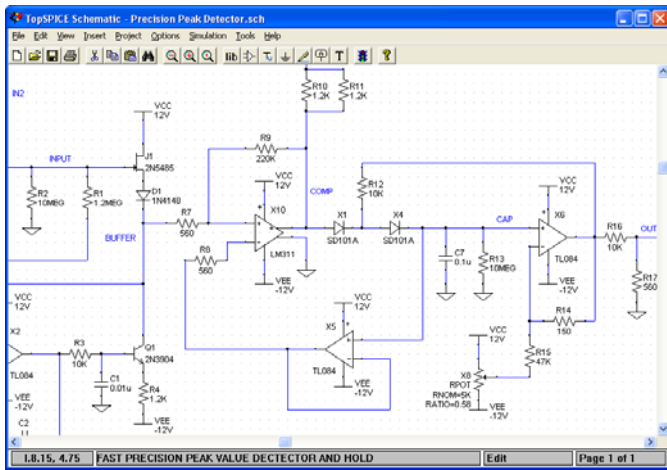 TopSPICE Schematic - Precision Peak Detector.sch
File Edit View Insert Project Options Simulation Tools Help
lib T
IN2
R10
1.2K
R11
1.2K
VCC
12V
J1
2N5485
INPUT
R9
220K
R2
10MEG
R1
1.2MEG
D1
1N4148
VCC
12V
COMP
R12
10K
VCC
12V
R7
560
X10
X1
X4
CAP
X6
R16
10K
OUT
BUFFER
LM311
SD101A
SD101A
R8
560
C7
0.1u
R13
10MEG
TL084
R17
560
VEE
-12V
VEE
-12V
VCC
12V
VCC
12V
X2
X5
R14
150
R3
10K
Q1
2N3904
TL084
VCC
12V
R15
47K
TL084
C1
0.01u
R4
1.2K
VEE
-12V
X8
RPOT
RNOM=5K
RATIO=0.58
VEE
-12V
VEE
-12V
VEE
-12V
C2
I.8.15, 4.75 FAST PRECISION PEAK VALUE DECTECTOR AND HOLD Edit Page 1 of 1